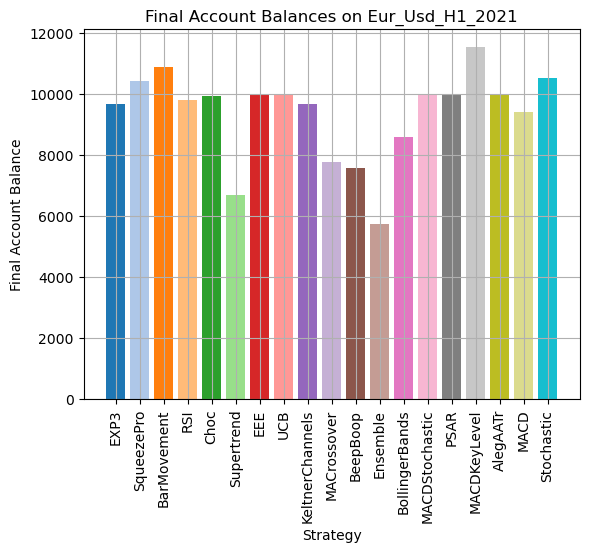 Final Account Balances on Eur_Usd_H1_2021
12000
10000
8000
6000
4000
2000
0
Final Account Balance
EXP3
SqueezePro
BarMovement
RSI
Choc
Supertrend
EEE
UCB
KeltnerChannels
MACrossover
BeepBoop
Ensemble
BollingerBands
MACDStochastic
PSAR
MACDKeyLevel
AlegAATr
MACD
Stochastic
Strategy